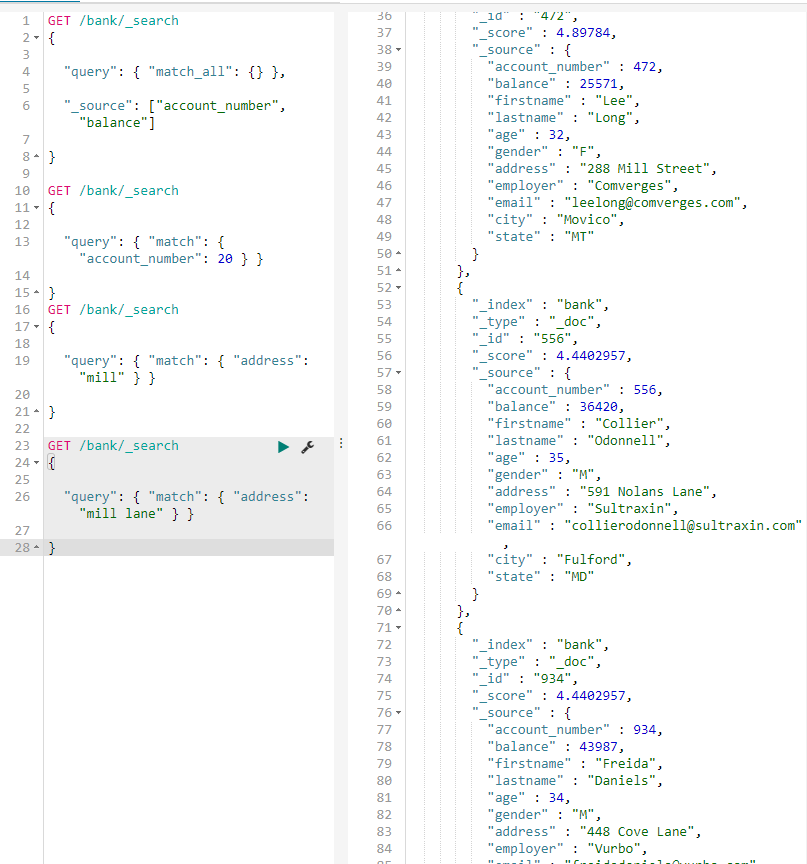 1 GET /bank/_search
2 {
3
4 "query": { "match_all": {} },
5
6 "_source": ["account_number",
"balance"]
7
8 }
9
10 GET /bank/_search
11 {
12
13 "query": { "match": {
"account_number": 20 } }
14
15 }
16 GET /bank/_search
17 {
18
19 "query": { "match": { "address":
"mill" } }
20
21 }
22
23 GET /bank/_search
24 {
25
26 "query": { "match": { "address":
"mill lane" } }
27
28 }
36 "_id" : "472",
37 "_score" : 4.89784,
38 "_source" : {
39 "account_number" : 472,
40 "balance" : 25571,
41 "firstname" : "Lee",
42 "lastname" : "Long",
43 "age" : 32,
44 "gender" : "F",
45 "address" : "288 Mill Street",
46 "employer" : "Comverges",
47 "email" : "leelong@comverges.com",
48 "city" : "Movico",
49 "state" : "MT"
50 }
51 },
52 {
53 "_index" : "bank",
54 "_type" : "_doc",
55 "_id" : "556",
56 "_score" : 4.4402957,
57 "_source" : {
58 "account_number" : 556,
59 "balance" : 36420,
60 "firstname" : "Collier",
61 "lastname" : "Odonnell",
62 "age" : 35,
63 "gender" : "M",
64 "address" : "591 Nolans Lane",
65 "employer" : "Sultraxin",
66 "email" : "collierodonnell@sultraxin.com"
,
67 "city" : "Fulford",
68 "state" : "MD"
69 }
70 },
71 {
72 "_index" : "bank",
73 "_type" : "_doc",
74 "_id" : "934",
75 "_score" : 4.4402957,
76 "_source" : {
77 "account_number" : 934,
78 "balance" : 43987,
79 "firstname" : "Freida",
80 "lastname" : "Daniels",
81 "age" : 34,
82 "gender" : "M",
83 "address" : "448 Cove Lane",
84 "employer" : "Vurbo",